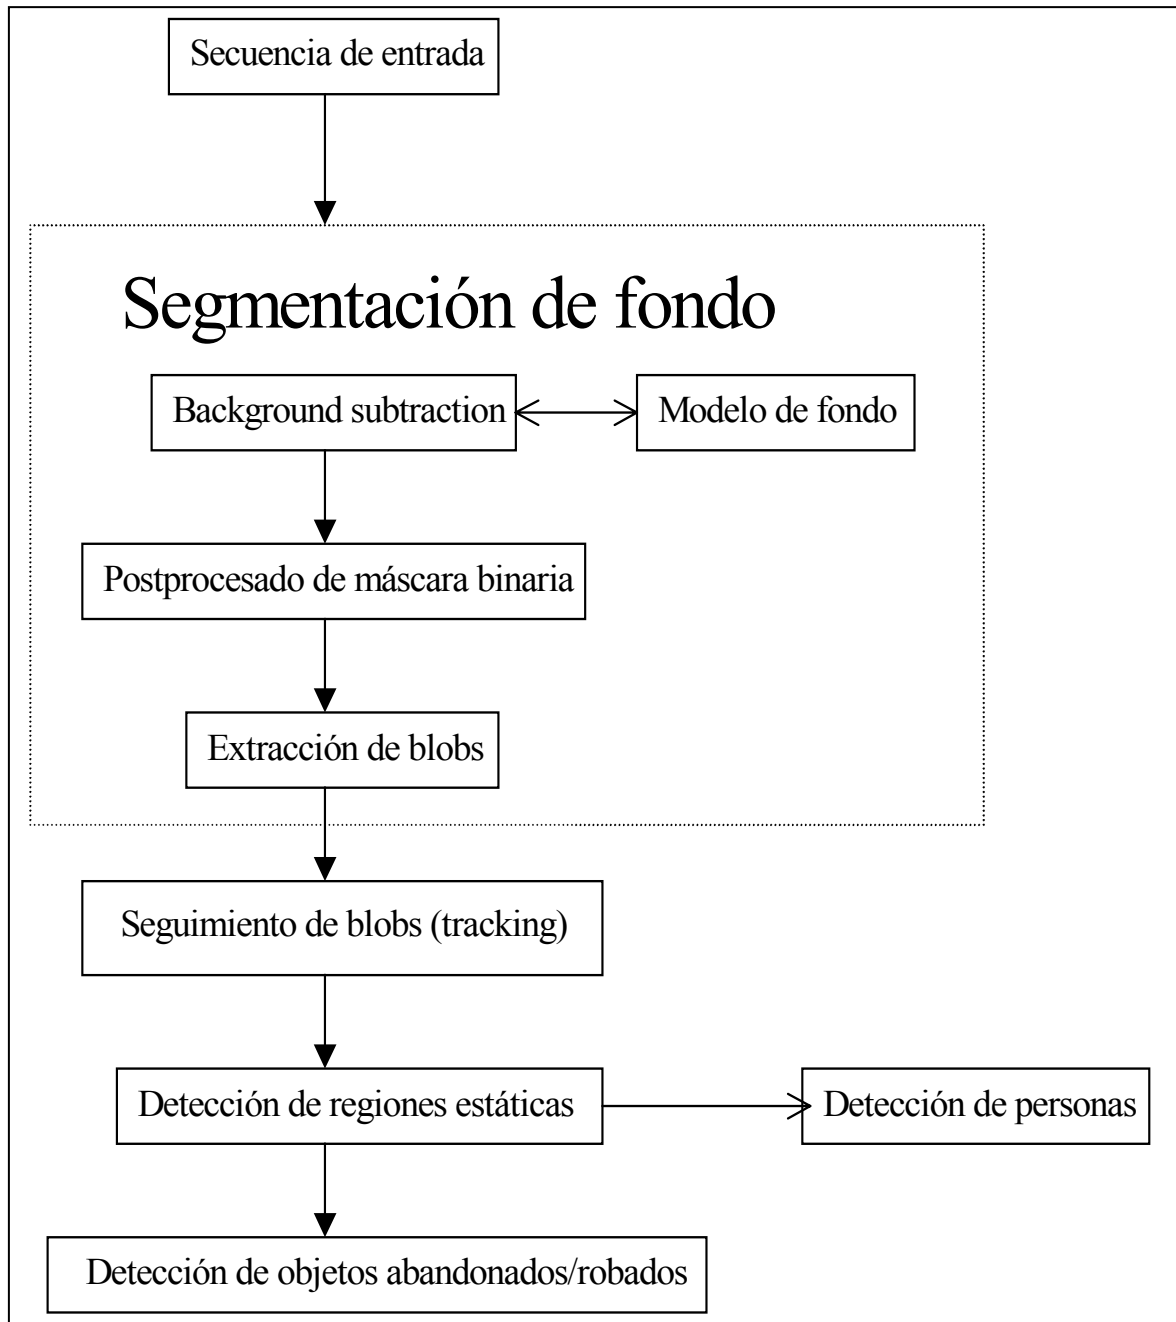 Secuencia de entrada
Segmentación de fondo
Background subtraction
Modelo de fondo
Postprocesado de máscara binaria
Extracción de blobs
Seguimiento de blobs (tracking)
Detección de regiones estáticas
Detección de personas
Detección de objetos abandonados/robados